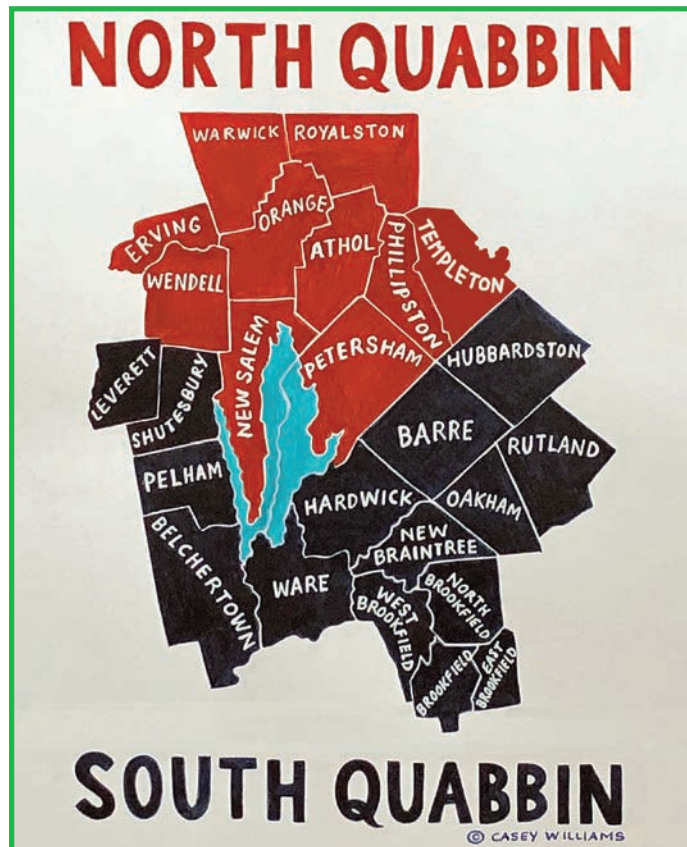 NORTH QUABBIN
WARWICK
ROYALSTON
ORANGE
ERVING
ATHOL
PHILLIPSTON
TEMPLETON
WENDELL
NEW SALEM
PETERSHAM
HUBBARDSTON
LEVERETT
SHUTESBURY
BARRE
RUTLAND
PELHAM
HARDWICK
OAKHAM
NEW
BRAINTREE
BELCHERTOWN
WARE
WEST
BROOKFIELD
NORTH
BROOKFIELD
BROOKFIELD
EAST
BROOKFIELD
SOUTH QUABBIN
© CASEY WILLIAMS